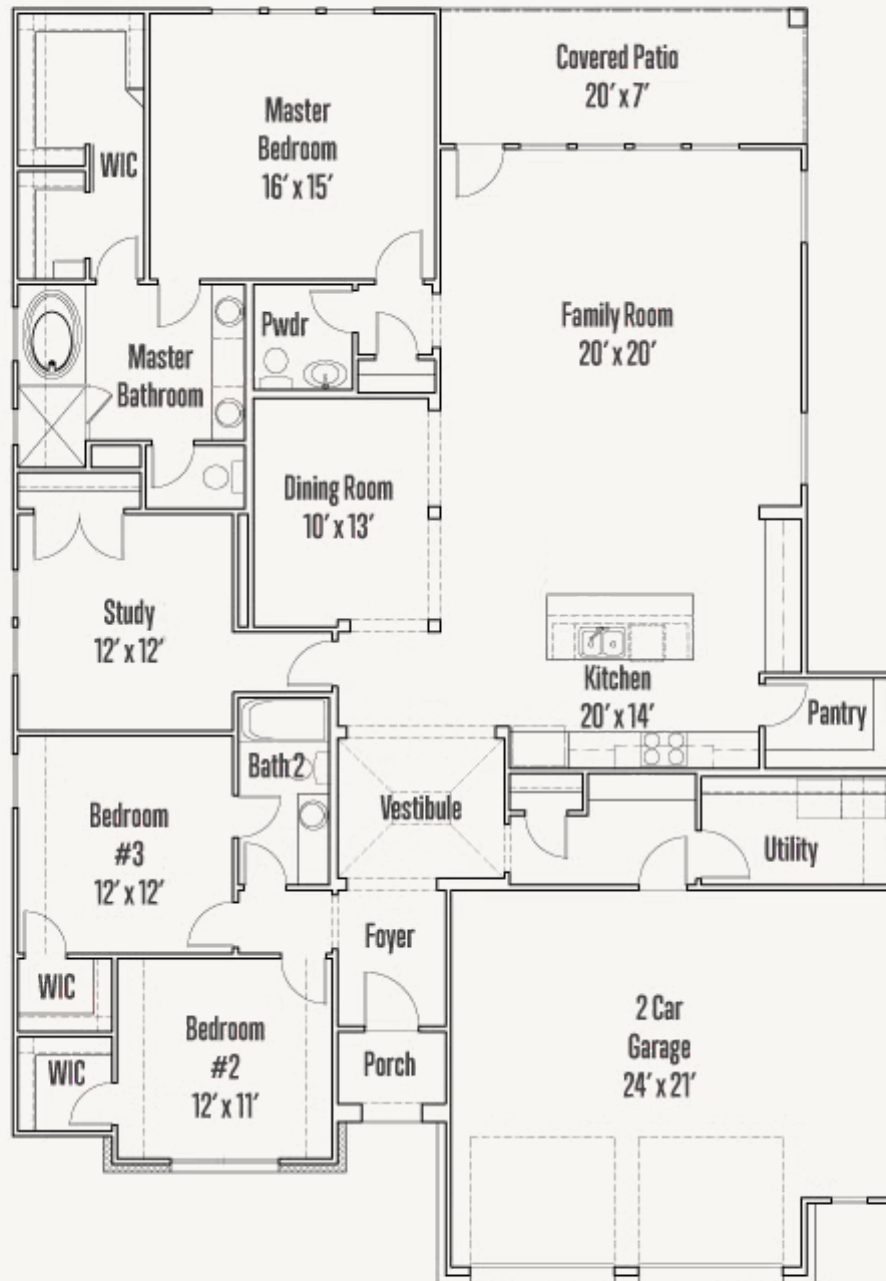 Covered Patio
20' x 7'
Master
Bedroom
16' x 15'
WIC
Family Room
20' x 20'
Pwdr
Master
Bathroom
Dining Room
10' x 13'
Study
12' x 12'
Kitchen
20' x 14'
Pantry
Bath 2
Vestibule
Bedroom
#3
12' x 12'
Utility
Foyer
WIC
Bedroom
#2
12' x 11'
WIC
Porch
2 Car
Garage
24' x 21'